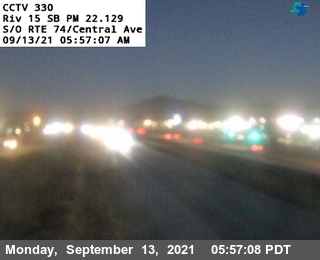 CCTV 330
Riv 15 SB PM 22.129
S/O RTE 74/Central Ave
09/13/21 05:57:07 AM
Monday, September 13, 2021 05:57:08 PDT